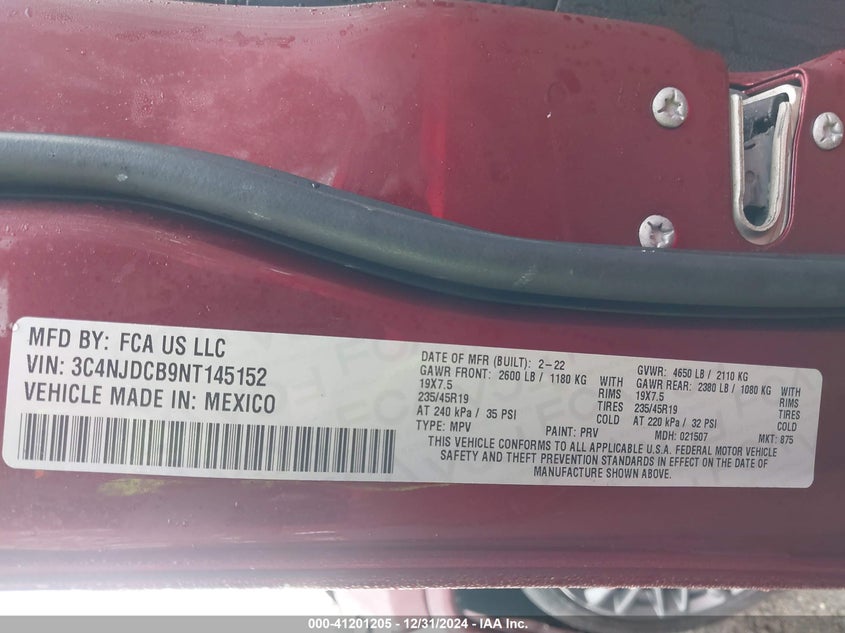 MFD BY: FCA US LLC
VIN: 3C4NJDCB9NT145152
VEHICLE MADE IN: MEXICO
DATE OF MFR (BUILT): 2-22
GAWR FRONT: 2600 LB / 1180 KG WITH
19X7.5 RIMS
235/45R19 TIRES
AT 240 kPa / 35 PSI COLD
TYPE: MPV
PAINT: PRV
GVWR: 4650 LB / 2110 KG
GAWR REAR: 2380 LB / 1080 KG WITH
19X7.5 RIMS
235/45R19 TIRES
AT 220 kPa / 32 PSI COLD
MDH: 021507
MKT: 875
THIS VEHICLE CONFORMS TO ALL APPLICABLE U.S.A. FEDERAL MOTOR VEHICLE
SAFETY AND THEFT PREVENTION STANDARDS IN EFFECT ON THE DATE OF
MANUFACTURE SHOWN ABOVE.
000-41201205 - 12/31/2024 - IAA Inc.